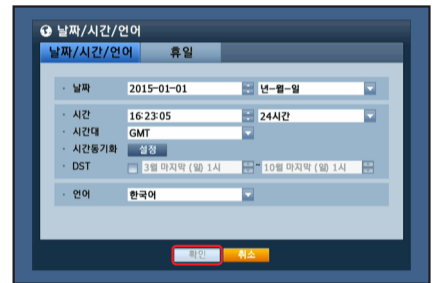 날짜/시간/언어
날짜/시간/언어 휴일
날짜 2015-01-01 년-월-일
시간 16:23:05 24시간
시간대 GMT
시간동기화 설정
DST 3월 마지막 (일) 1시 ~ 10월 마지막 (일) 1시
언어 한국어
확인 취소